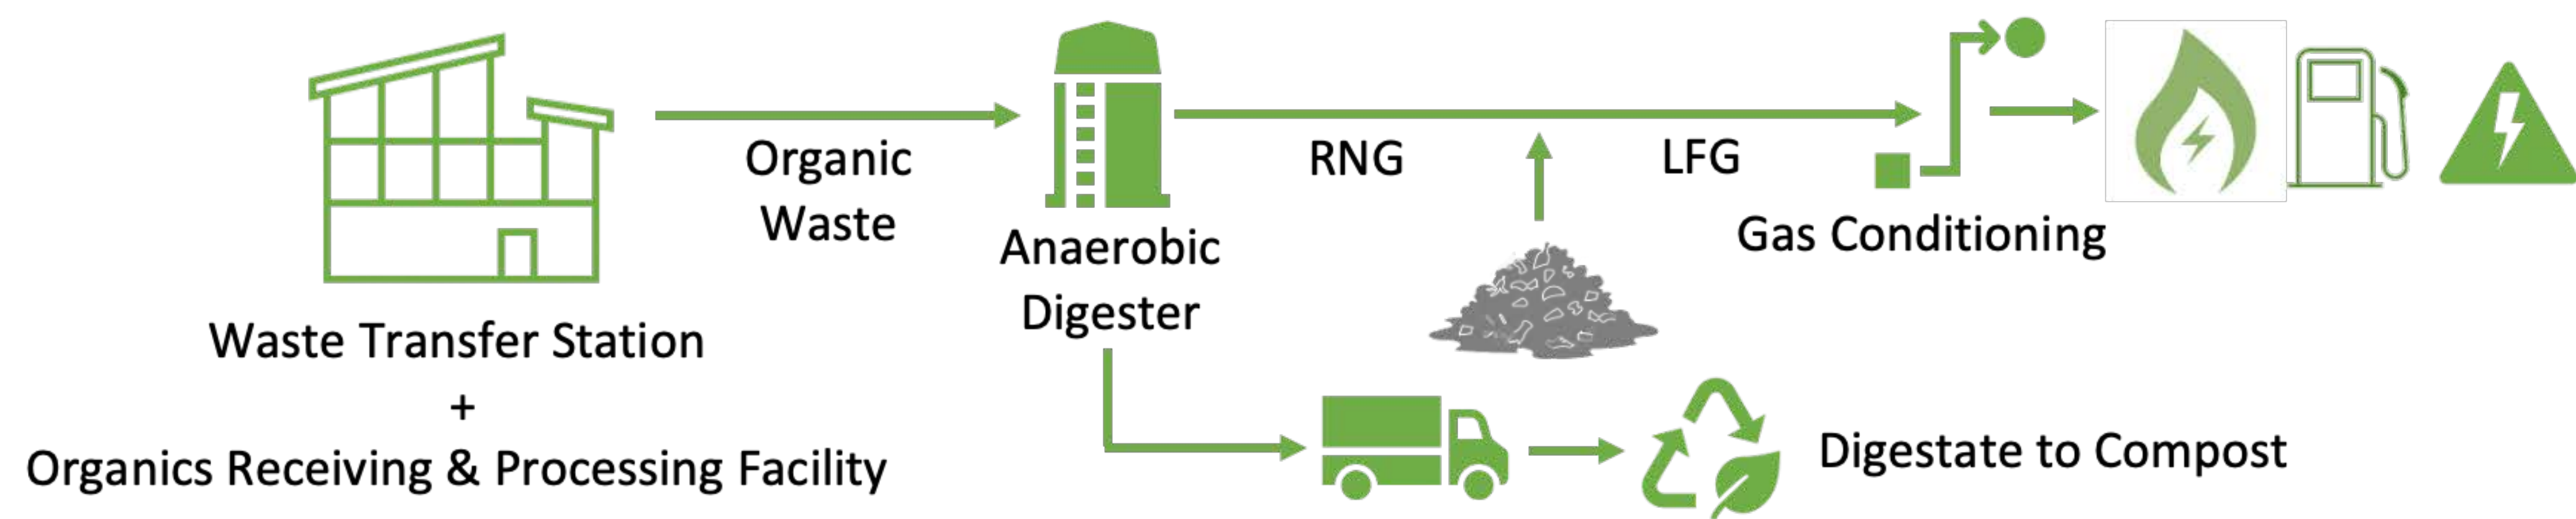 Waste Transfer Station
+
Organics Receiving & Processing Facility
Organic
Waste
Anaerobic
Digester
RNG
LFG
Gas Conditioning
Digestate to Compost